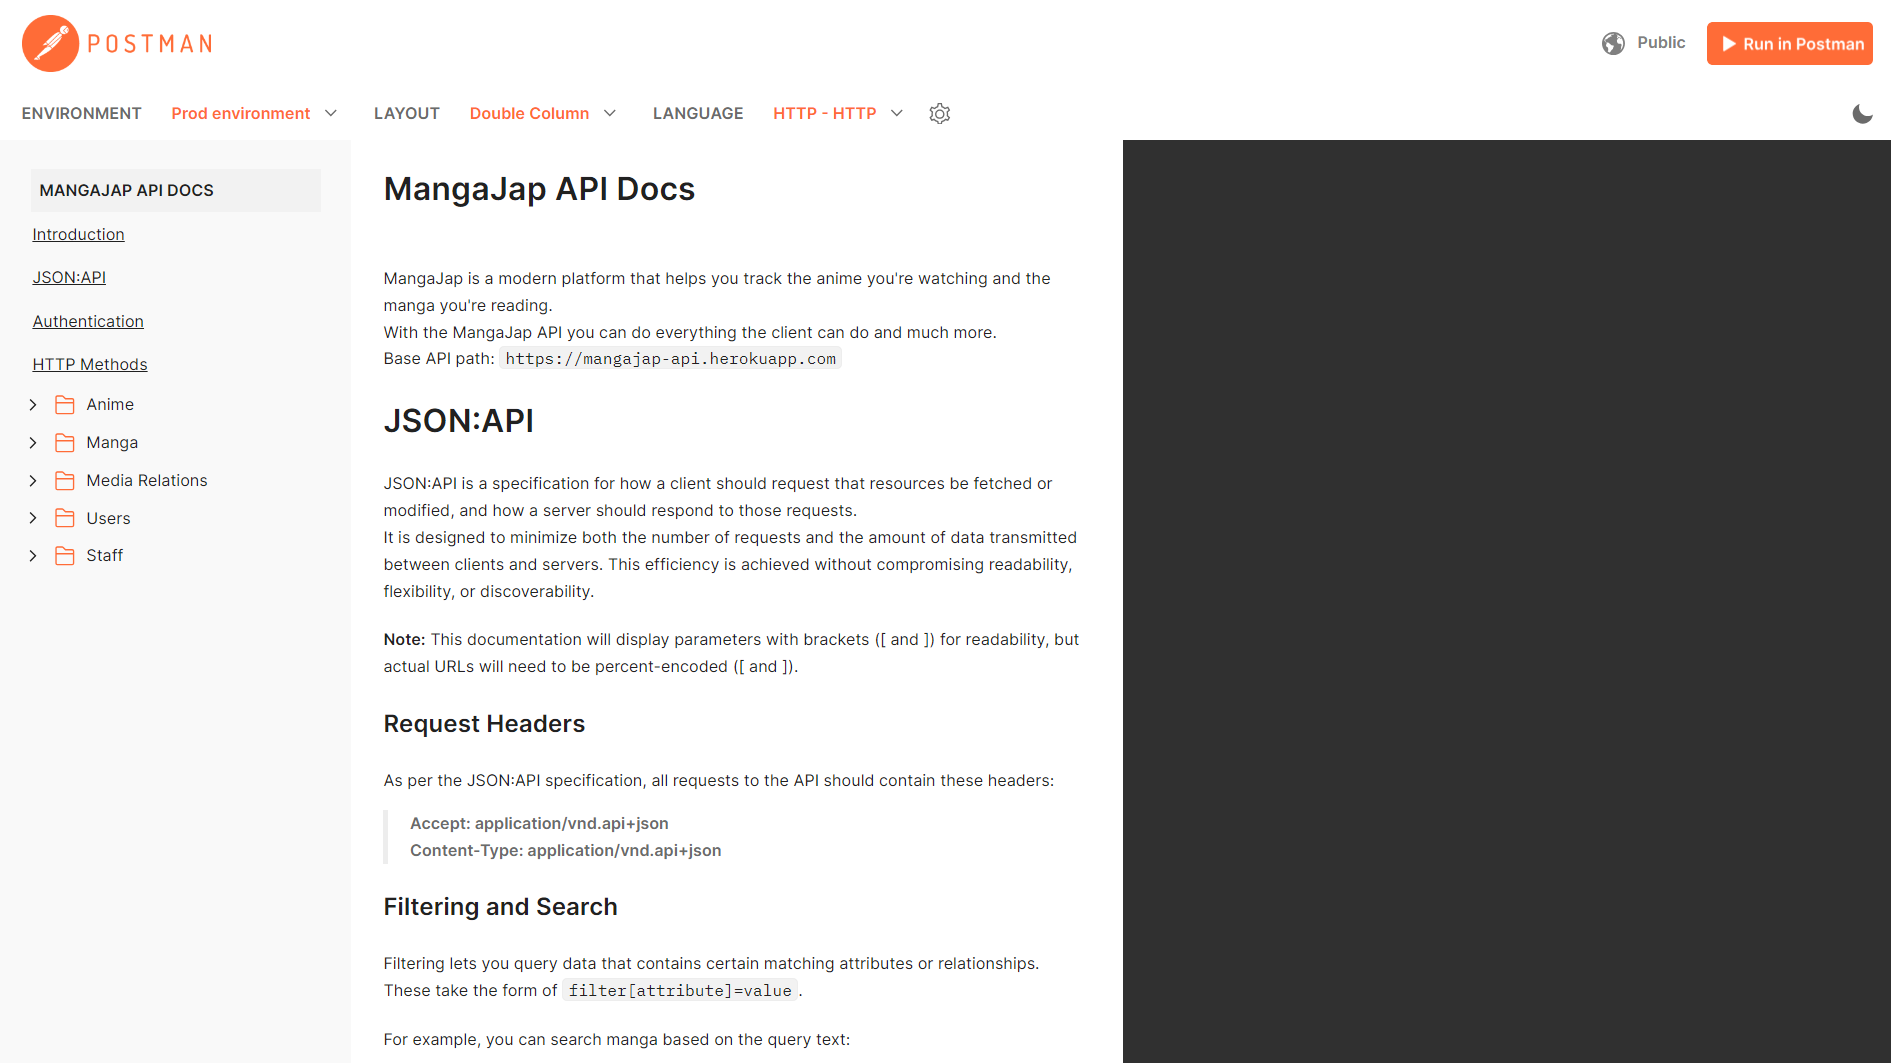 POSTMAN
Public
Run in Postman
ENVIRONMENT Prod environment LAYOUT Double Column LANGUAGE HTTP - HTTP
MANGAJAP API DOCS
Introduction
JSON:API
Authentication
HTTP Methods
Anime
Manga
Media Relations
Users
Staff
MangaJap API Docs
MangaJap is a modern platform that helps you track the anime you're watching and the
manga you're reading.
With the MangaJap API you can do everything the client can do and much more.
Base API path: https://mangajap-api.herokuapp.com
JSON:API
JSON:API is a specification for how a client should request that resources be fetched or
modified, and how a server should respond to those requests.
It is designed to minimize both the number of requests and the amount of data transmitted
between clients and servers. This efficiency is achieved without compromising readability,
flexibility, or discoverability.
Note: This documentation will display parameters with brackets ([ and ]) for readability, but
actual URLs will need to be percent-encoded ([ and ]).
Request Headers
As per the JSON:API specification, all requests to the API should contain these headers:
Accept: application/vnd.api+json
Content-Type: application/vnd.api+json
Filtering and Search
Filtering lets you query data that contains certain matching attributes or relationships.
These take the form of filter[attribute]=value.
For example, you can search manga based on the query text: